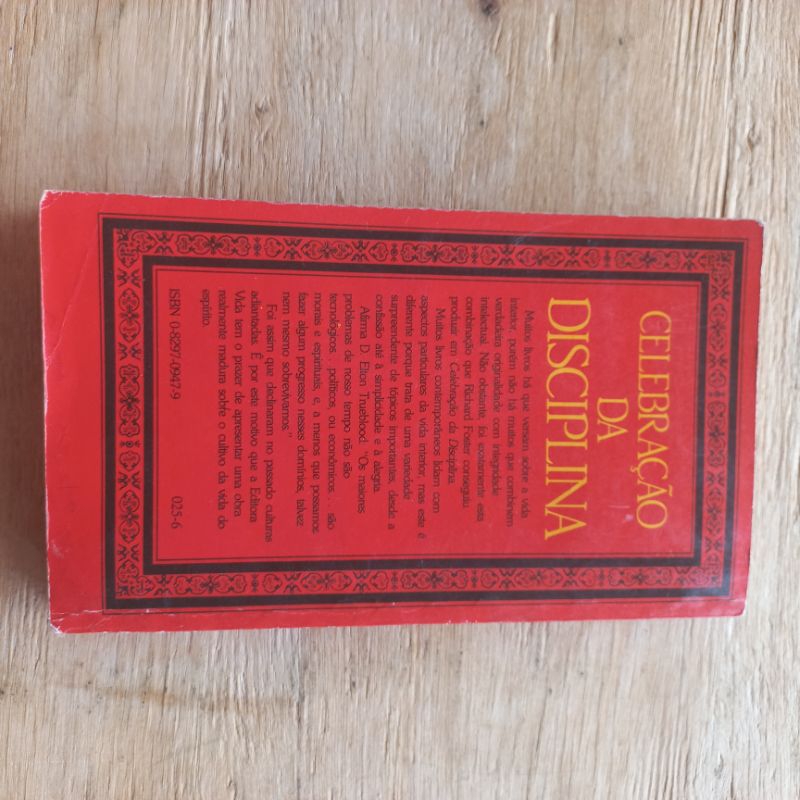 CELEBRAÇÃO
DA
DISCIPLINA
Muitos livros há que versam sobre a vida
interior, porém não há muitos que combinem
verdadeira originalidade com integridade
intelectual. Não obstante, foi exatamente esta
combinação que Richard Foster conseguiu
produzir em Celebração da Disciplina.
Muitos livros contemporâneos lidam com
aspectos particulares da vida interior, mas este é
diferente porque trata de uma variedade
surpreendente de tópicos importantes, desde a
confissão até à simplicidade e à alegria.
Afirma D. Elton Trueblood: "Os maiores
problemas de nosso tempo não são
tecnológicos . . . políticos, ou econômicos . . . são
morais e espirituais, e, a menos que possamos
fazer algum progresso nessas domínios, talvez
nem mesmo sobrevivamos."
Foi assim que declinaram no passado culturas
adiantadas. É por este motivo que a Editora
Vida tem o prazer de apresentar uma obra
realmente madura sobre o cultivo da vida do
espírito.
ISBN 0-8297-0947-9
025-6